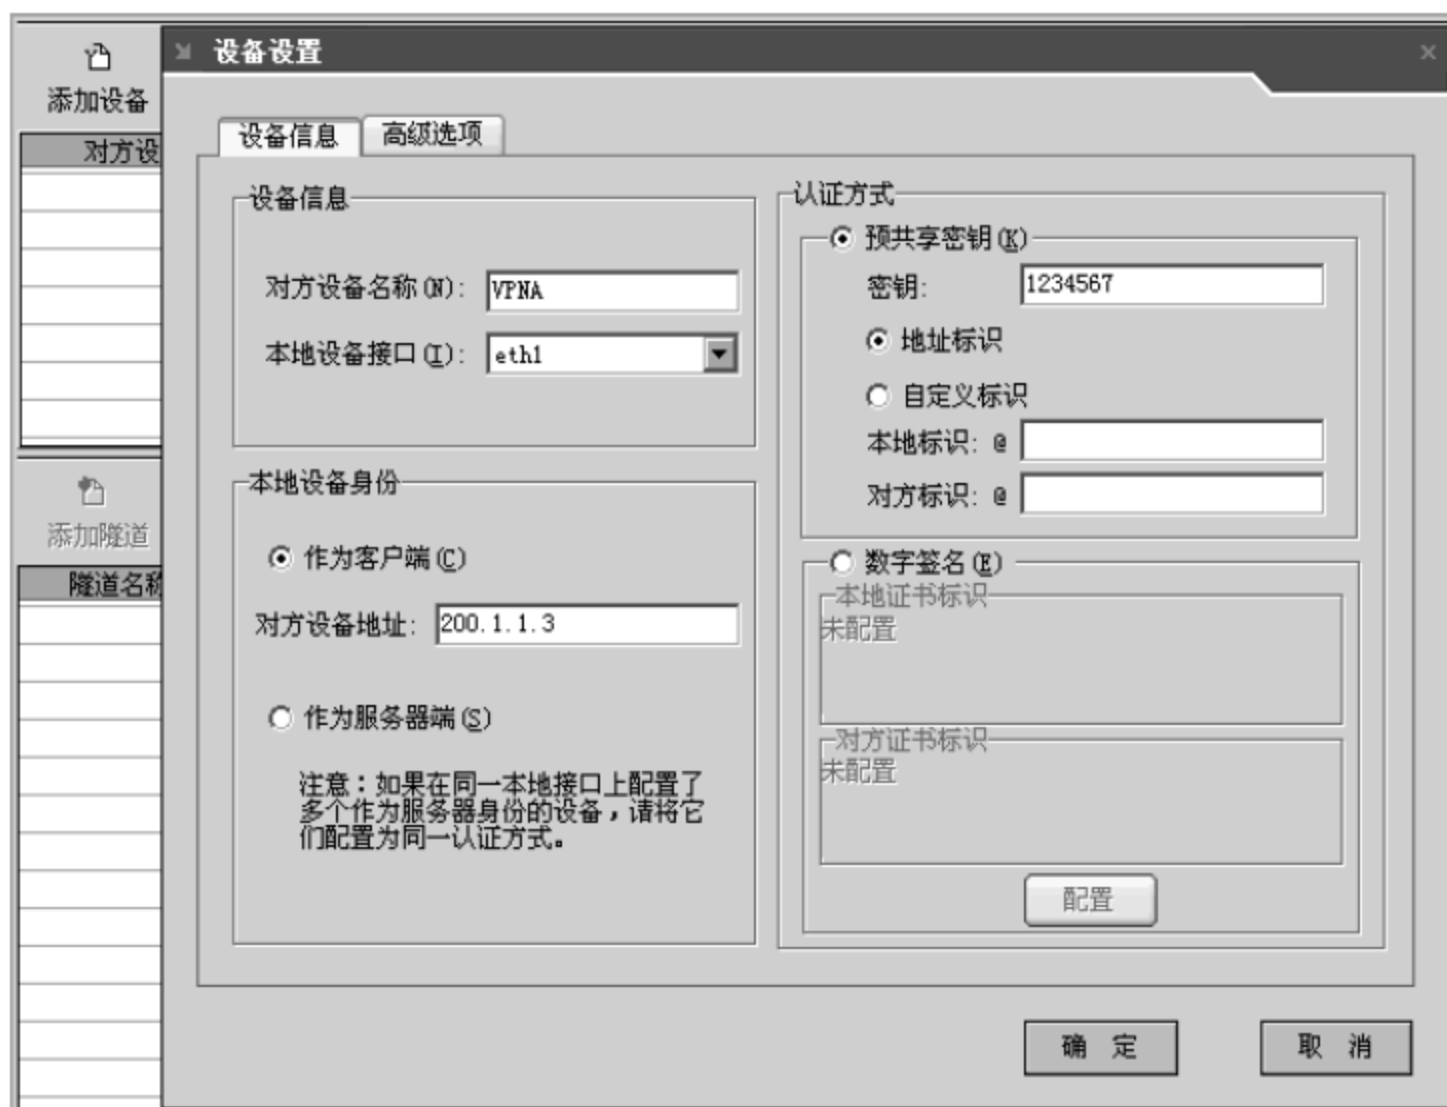 设备设置
×
添加设备
对方设
添加隧道
隧道名称
设备信息
高级选项
设备信息
对方设备名称(N):
VPNA
本地设备接口(I):
eth1
本地设备身份
作为客户端(C)
对方设备地址:
200.1.1.3
作为服务器端(S)
注意：如果在同一本地接口上配置了
多个作为服务器身份的设备，请将它
们配置为同一认证方式。
认证方式
预共享密钥(K)
密钥:
1234567
地址标识
自定义标识
本地标识: @
对方标识: @
数字签名(E)
本地证书标识
未配置
对方证书标识
未配置
配置
确 定
取 消